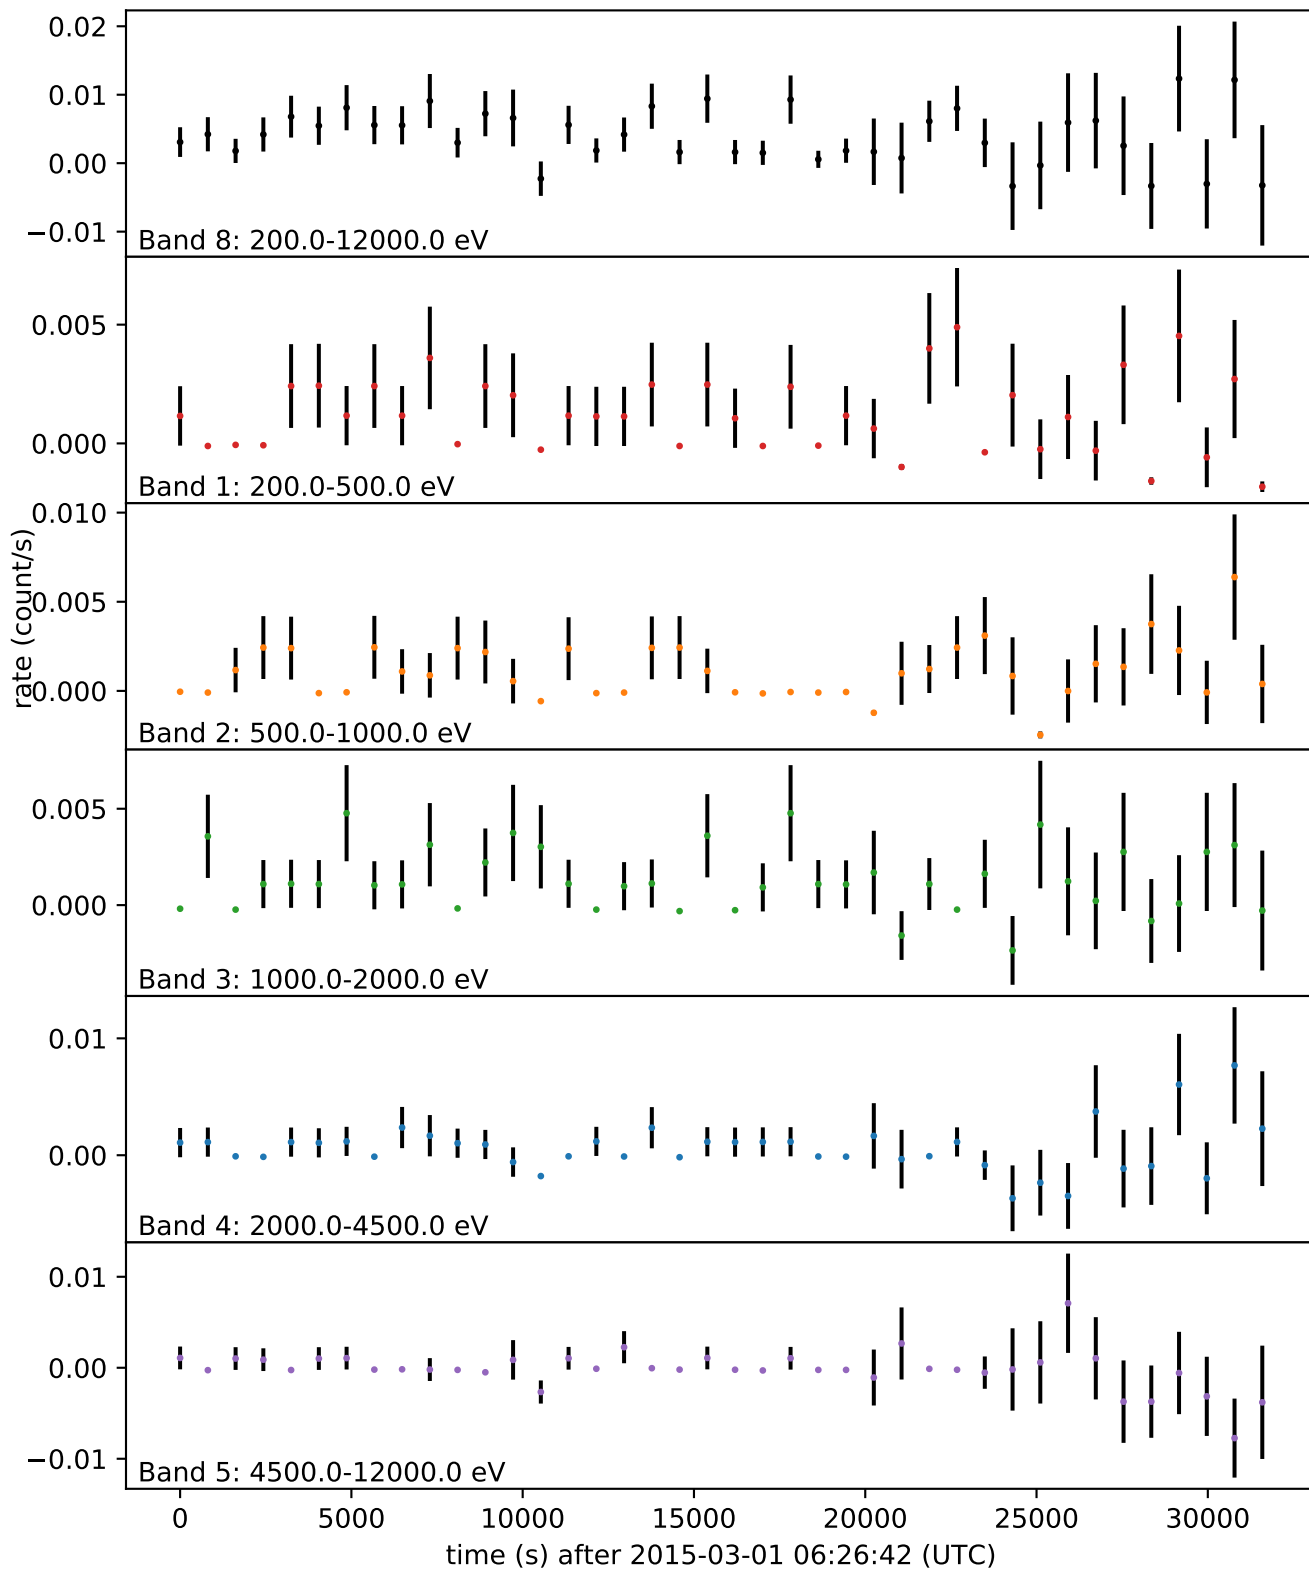 0.02
0.01
0.00
−0.01
Band 8: 200.0-12000.0 eV
0.005
0.000
Band 1: 200.0-500.0 eV
rate (count/s)
0.010
0.005
0.000
Band 2: 500.0-1000.0 eV
0.005
0.000
Band 3: 1000.0-2000.0 eV
0.01
0.00
Band 4: 2000.0-4500.0 eV
0.01
0.00
−0.01
Band 5: 4500.0-12000.0 eV
0 5000 10000 15000 20000 25000 30000
time (s) after 2015-03-01 06:26:42 (UTC)